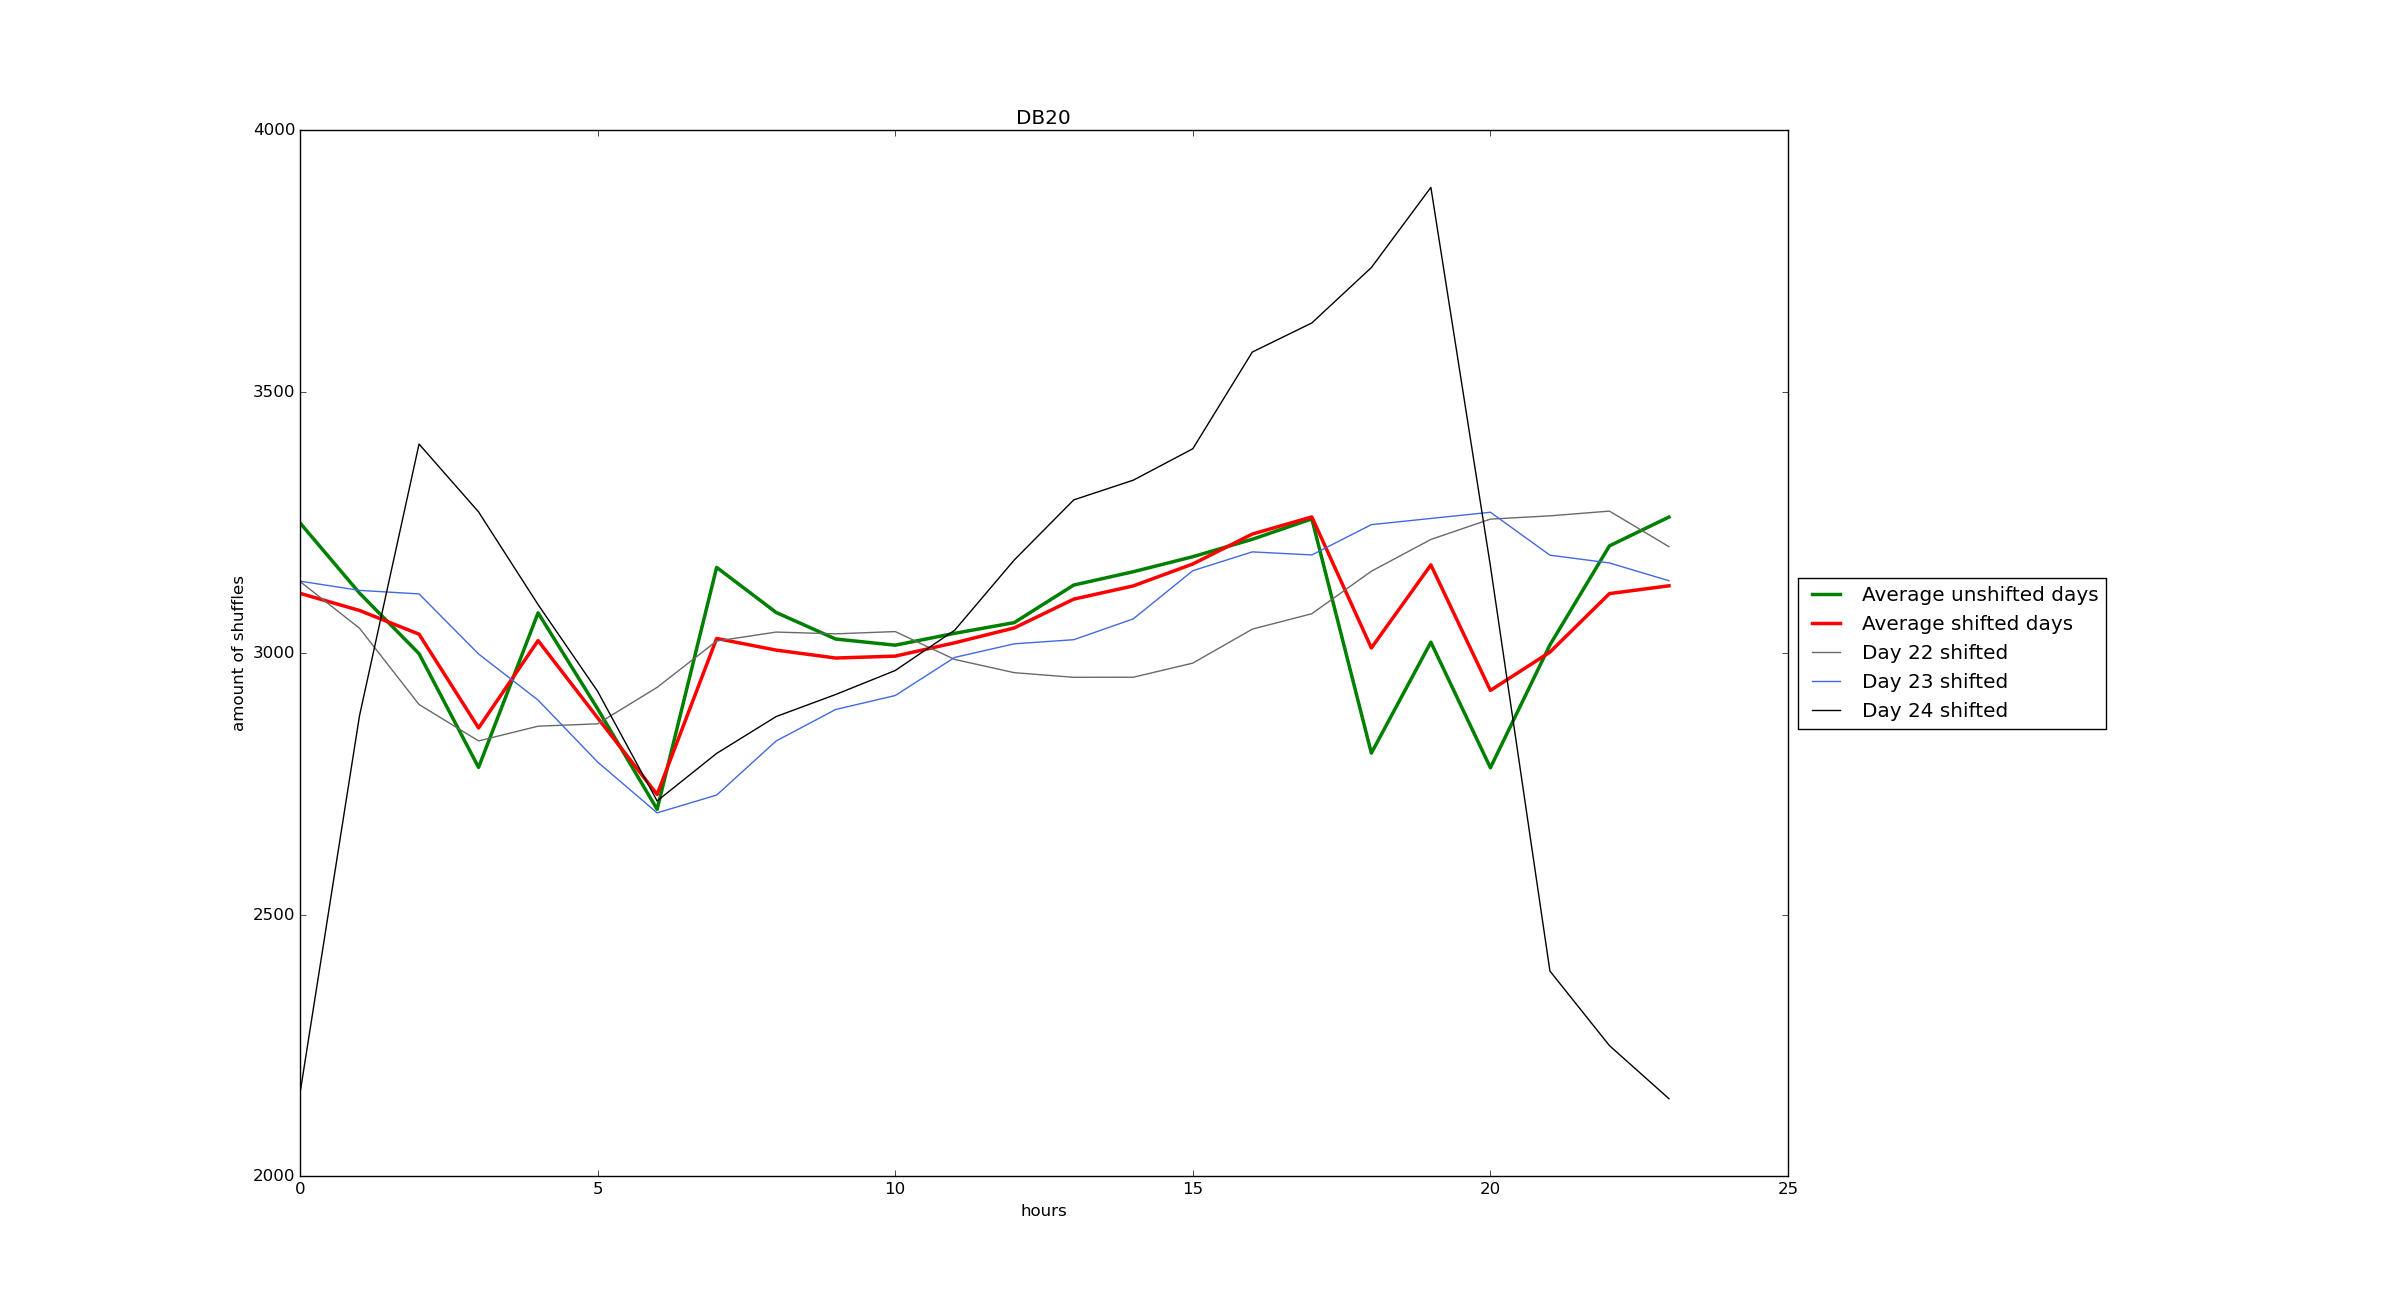 DB20
4000
3500
3000
2500
2000
amount of shuffles
0 5 10 15 20 25
hours
Average unshifted days
Average shifted days
Day 22 shifted
Day 23 shifted
Day 24 shifted